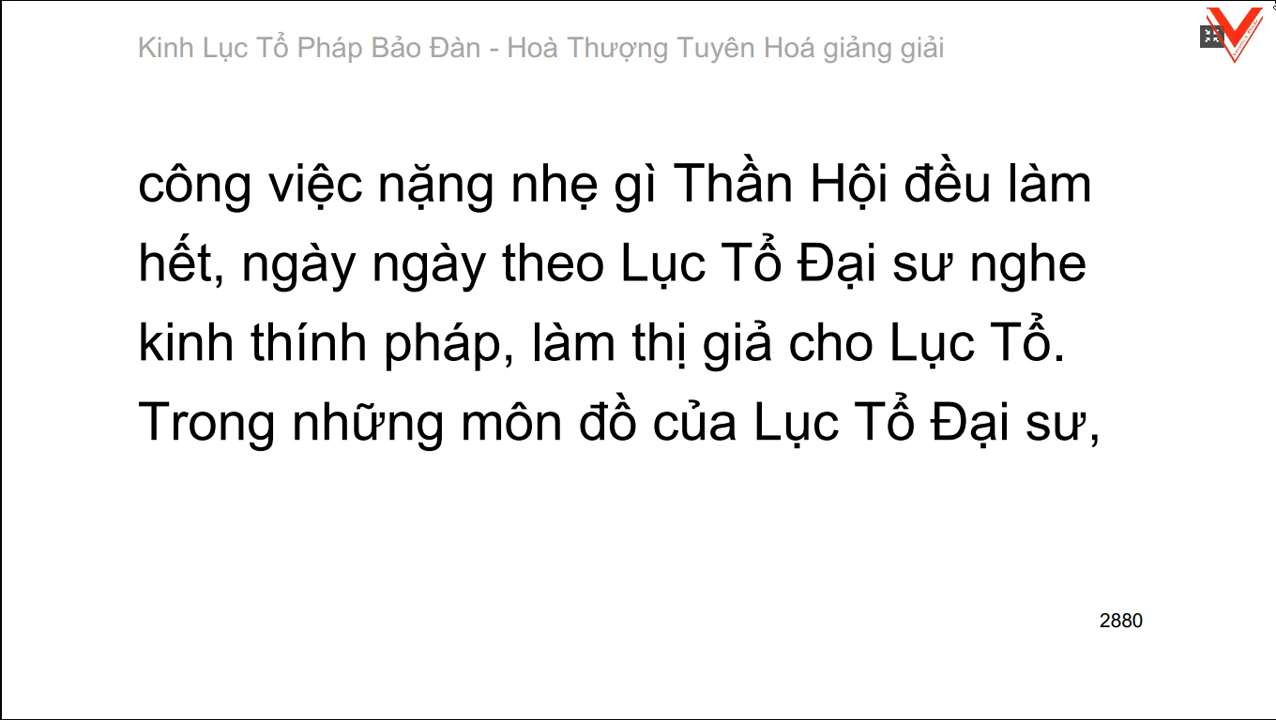 Kinh Lục Tổ Pháp Bảo Đàn - Hoà Thượng Tuyên Hoá giảng giải
công việc nặng nhẹ gì Thần Hội đều làm
hết, ngày ngày theo Lục Tổ Đại sư nghe
kinh thính pháp, làm thị giả cho Lục Tổ.
Trong những môn đồ của Lục Tổ Đại sư,
2880